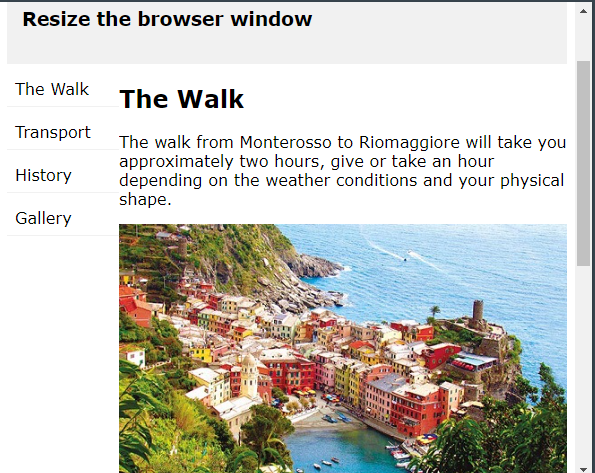 Resize the browser window
The Walk
Transport
History
Gallery
The Walk
The walk from Monterosso to Riomaggiore will take you
approximately two hours, give or take an hour
depending on the weather conditions and your physical
shape.